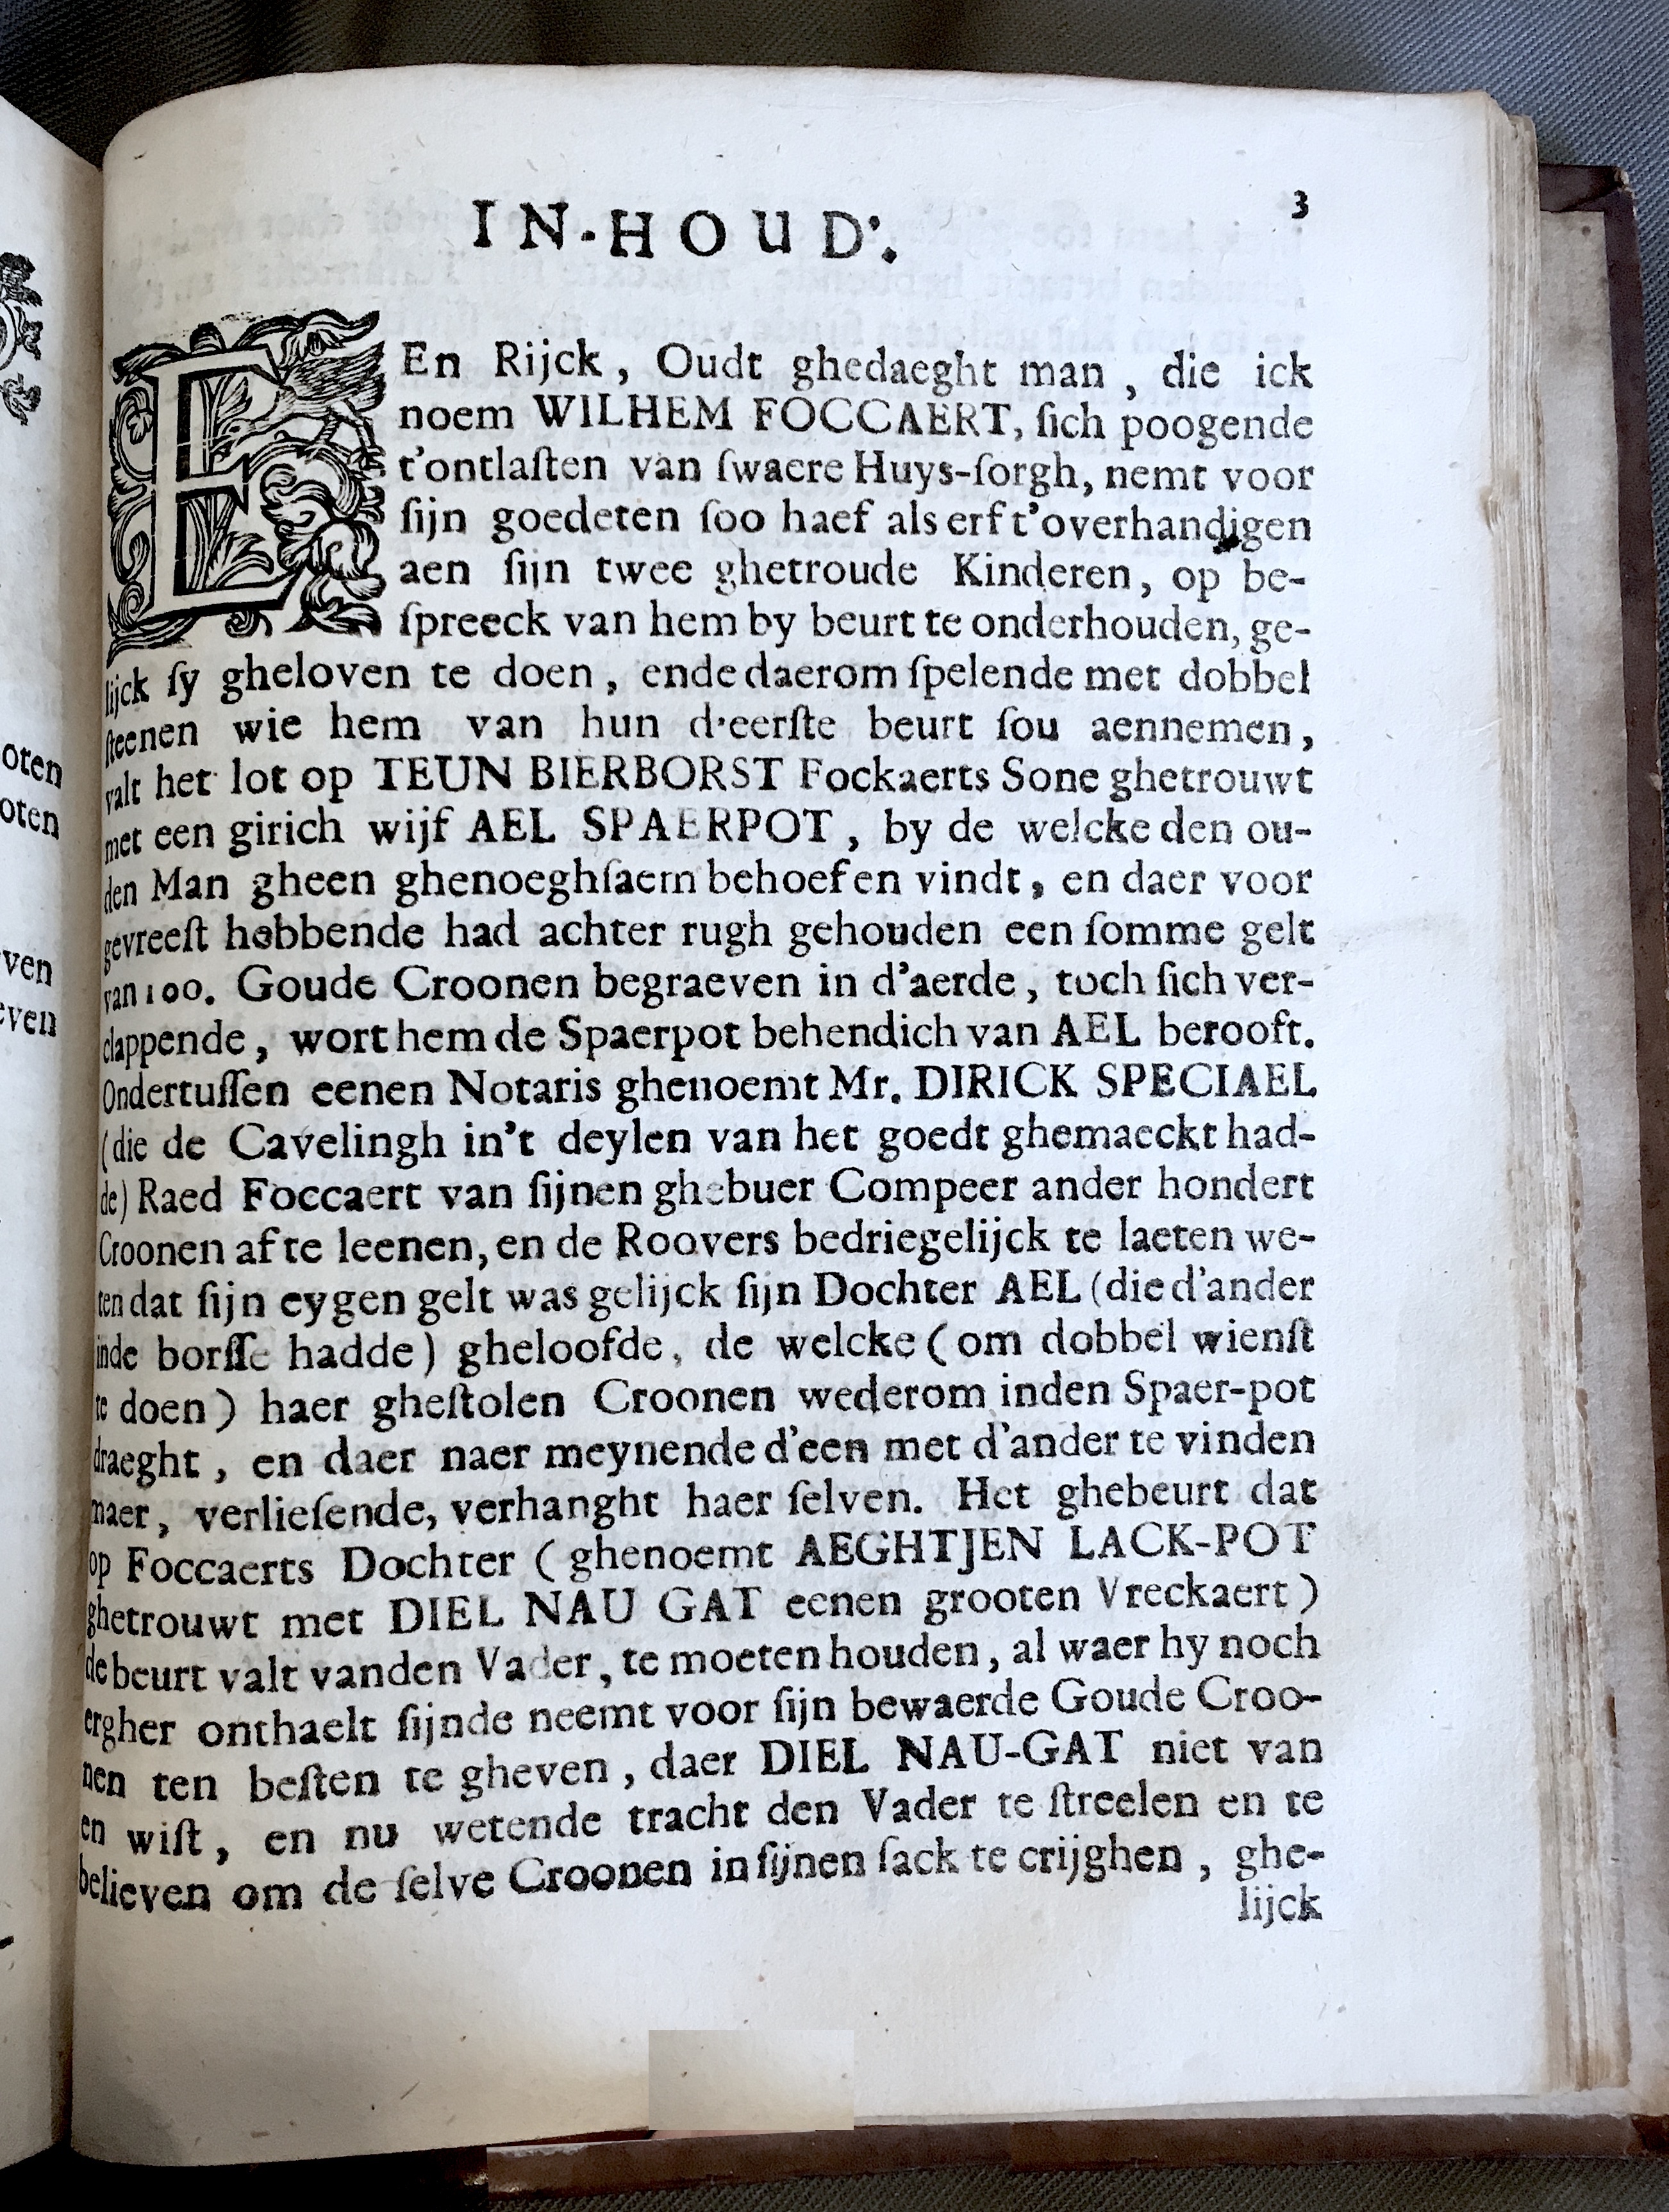 3
IN-HOUD.
EEn Rijck, Oudt ghedaeght man, die ick
noem WILHEM FOCCAERT, ſich poogende
t'ontlaſten van ſwaere Huys-ſorgh, nemt voor
ſijn goedeten ſoo haef als erf t'overhandigen
aen ſijn twee ghetroude Kinderen, op be-
ſpreeck van hem by beurt te onderhouden, ge-
lijck ſy gheloven te doen, ende daerom ſpelende met dobbel
ſteenen wie hem van hun d'eerſte beurt ſou aennemen,
valt het lot op TEUN BIERBORST Fockaerts Sone ghetrouwt
met een girich wijf AEL SPAERPOT, by de welcke den ou-
den Man gheen ghenoeghſaem behoefen vindt, en daer voor
gevreeſt hebbende had achter rugh gehouden een ſomme gelt
van 100. Goude Croonen begraeven in d'aerde, toch ſich ver-
clappende, wort hem de Spaerpot behendich van AEL berooft.
Ondertuſſen eenen Notaris ghenoemt Mr. DIRICK SPECIAEL
(die de Cavelingh in't deylen van het goedt ghemaeckt had-
de) Raed Foccaert van ſijnen ghebuer Compeer ander hondert
Croonen af te leenen, en de Roovers bedriegelijck te laeten we-
ten dat ſijn eygen gelt was gelijck ſijn Dochter AEL (die d'ander
inde borſſe hadde) gheloofde, de welcke (om dobbel wienſt
te doen) haer gheſtolen Croonen wederom inden Spaer-pot
draeght, en daer naer meynende d'een met d'ander te vinden
maer, verlieſende, verhanght haer ſelven. Het ghebeurt dat
op Foccaerts Dochter (ghenoemt AEGHTJEN LACK-POT
ghetrouwt met DIEL NAU GAT eenen grooten Vreckaert)
de beurt valt vanden Vader, te moeten houden, al waer hy noch
ergher onthaelt ſijnde neemt voor ſijn bewaerde Goude Croo-
nen ten beſten te gheven, daer DIEL NAU-GAT niet van
en wiſt, en nu wetende tracht den Vader te ſtreelen en te
believen om de ſelve Croonen in ſijnen ſack te crijghen, ghe-
lijck